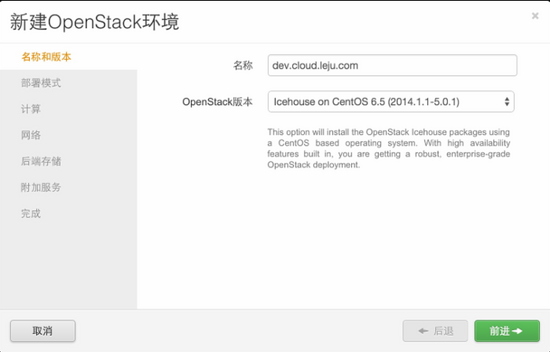 新建OpenStack环境
×
名称和版本
部署模式
计算
网络
后端存储
附加服务
完成
名称
dev.cloud.leju.com
OpenStack版本
Icehouse on CentOS 6.5 (2014.1.1-5.0.1)
This option will install the OpenStack Icehouse packages using
a CentOS based operating system. With high availability
features built in, you are getting a robust, enterprise-grade
OpenStack deployment.
取消
后退
前进